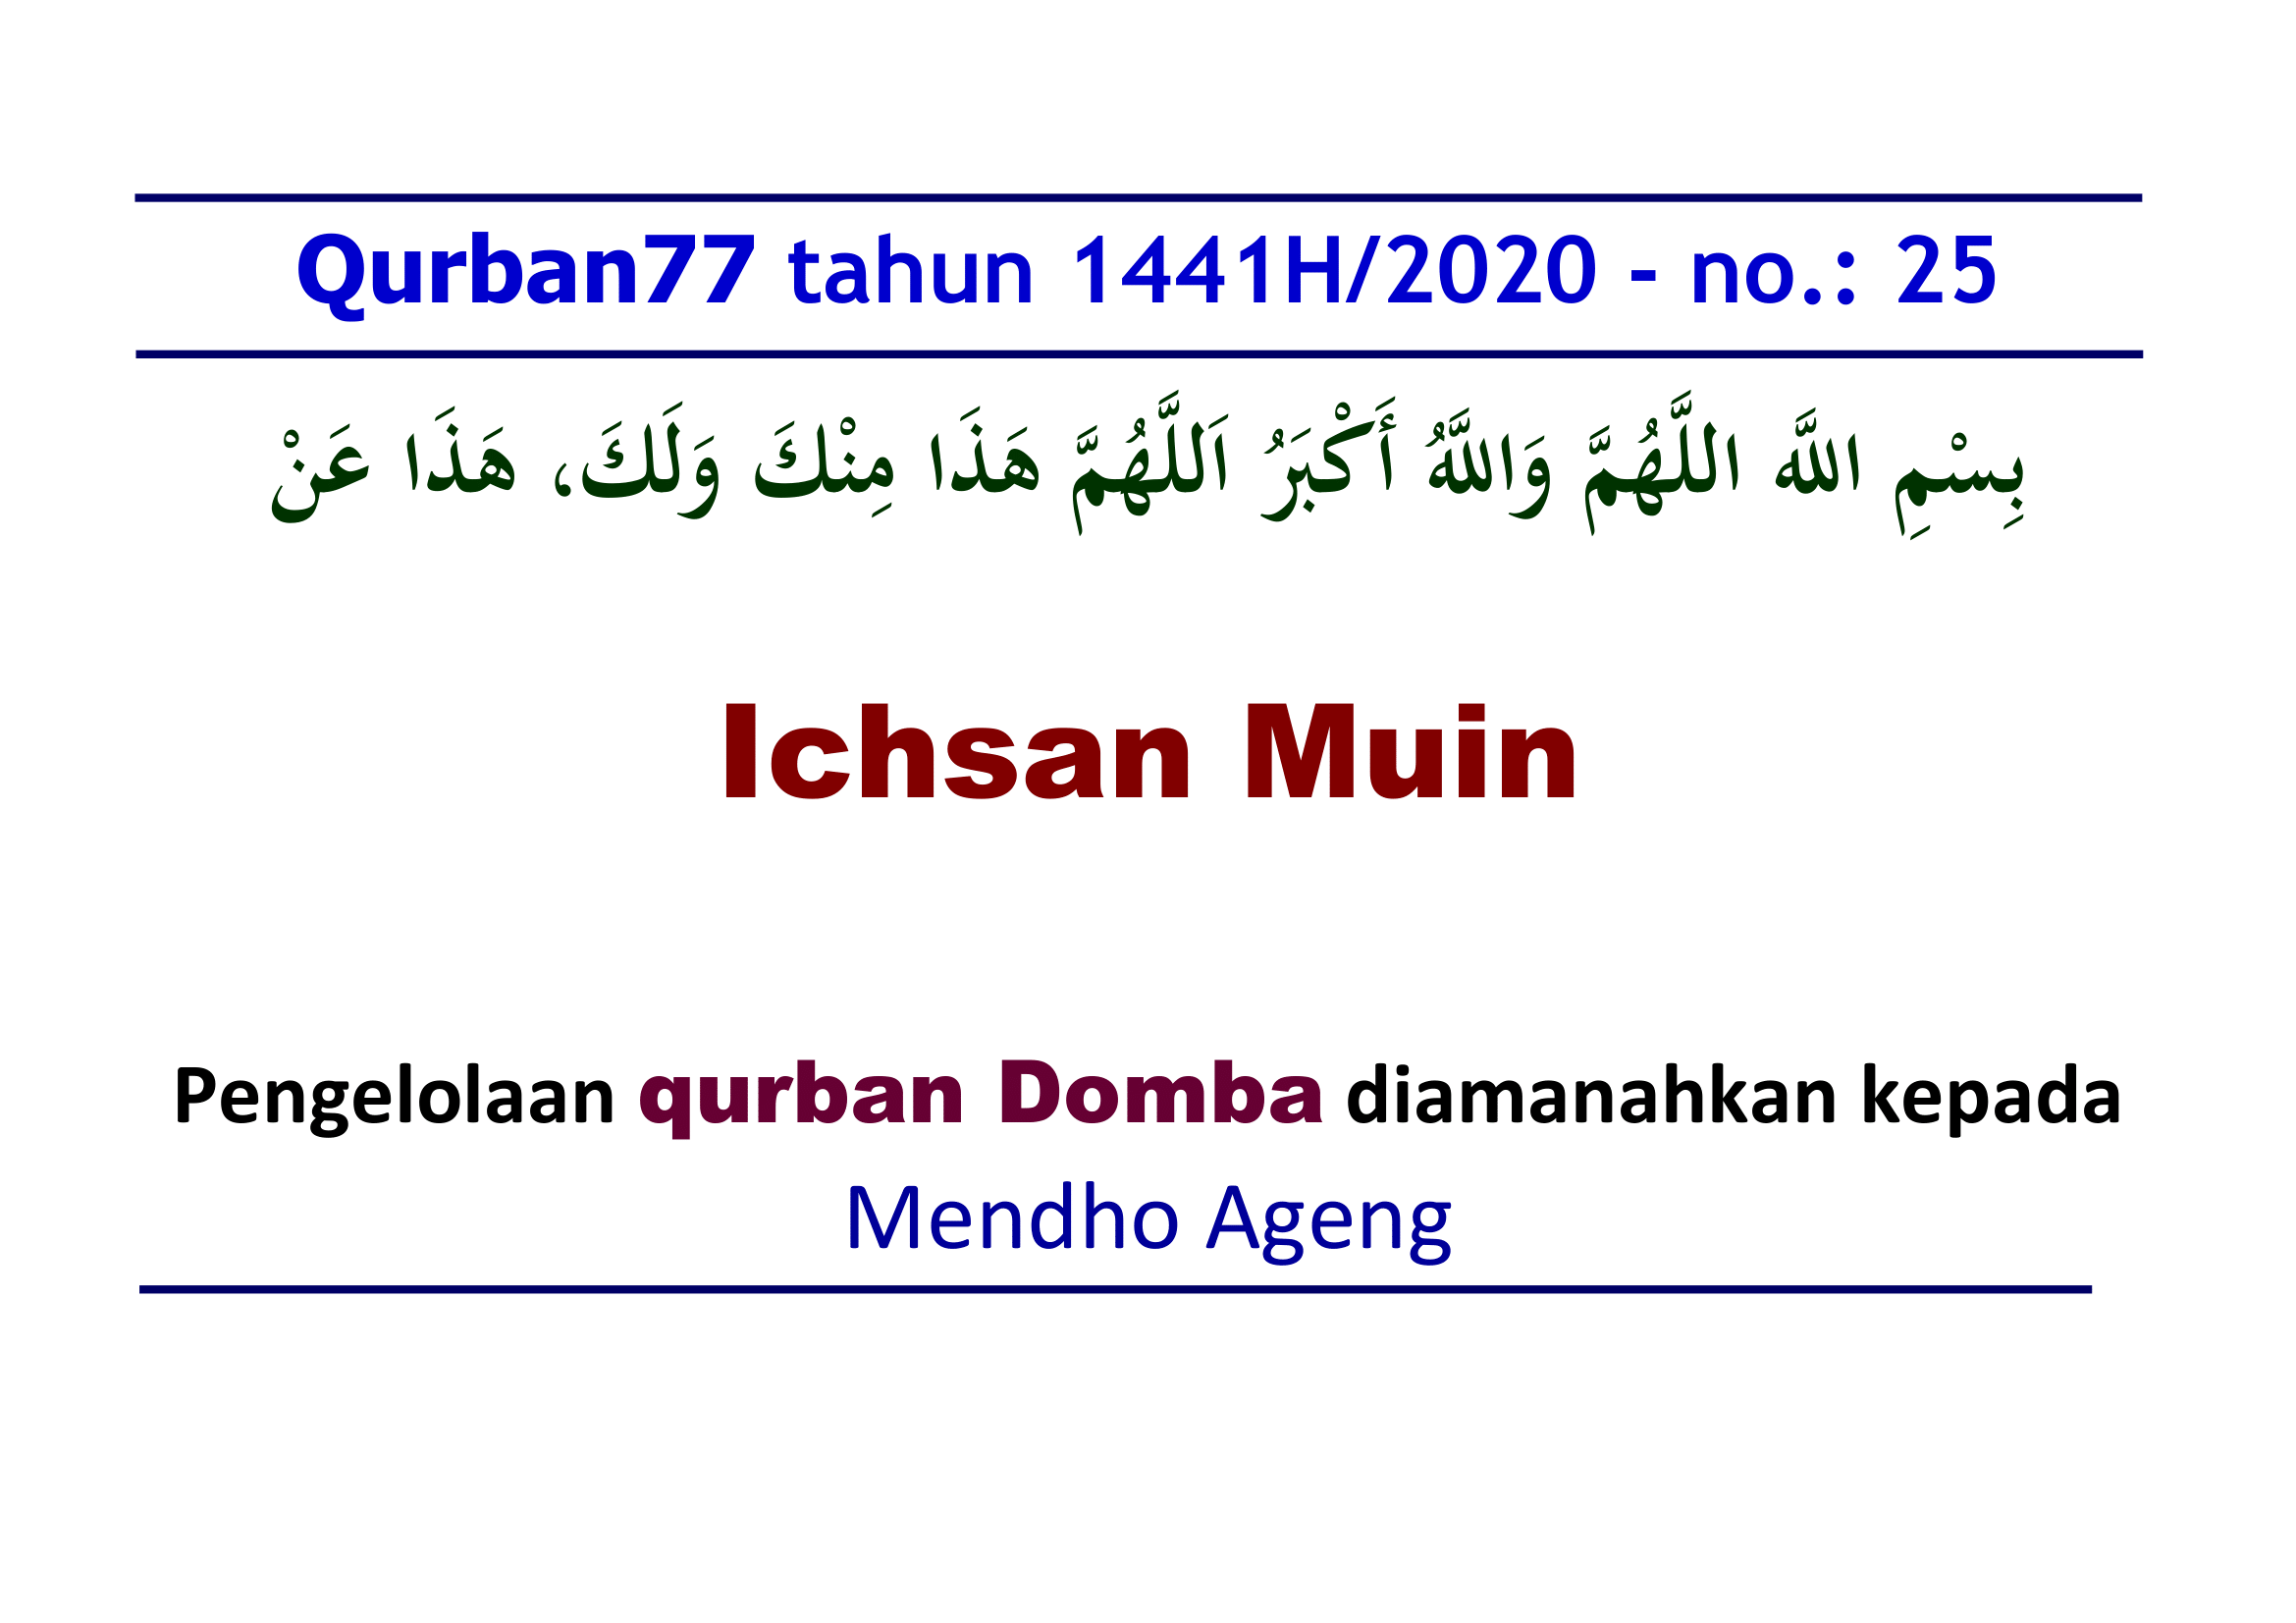 Qurban77 tahun 1441H/2020 - no.: 25
بِسْمِ اللَّه اللَّهُمَّ وَاللَّهُ أَكْبَرُ اَللَّهُمَّ هَذَا مِنْكَ وَلَكَ، هَذَا عَنْ
Ichsan Muin
Pengelolaan qurban Domba diamanahkan kepada
Mendho Ageng